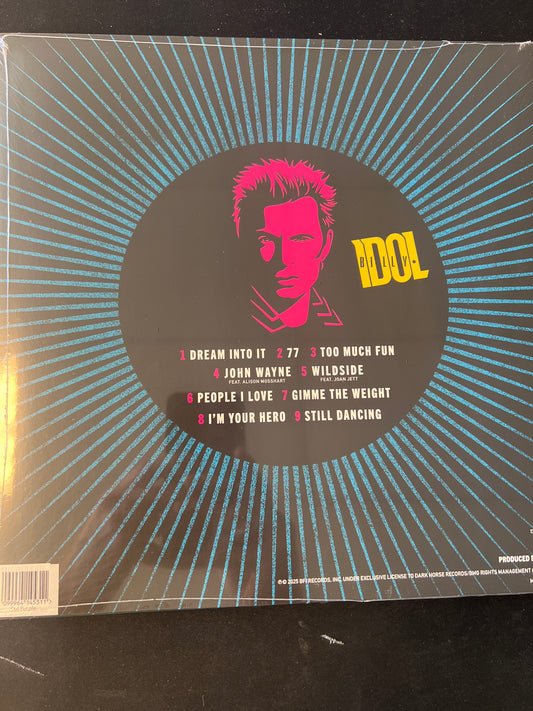 BILLY
IDOL
1 DREAM INTO IT 2 77 3 TOO MUCH FUN
4 JOHN WAYNE 5 WILDSIDE
FEAT. ALISON MOSSHART FEAT. JOAN JETT
6 PEOPLE I LOVE 7 GIMME THE WEIGHT
8 I'M YOUR HERO 9 STILL DANCING
PRODUCED
℗© 2025 BFI RECORDS, INC. UNDER EXCLUSIVE LICENSE TO DARK HORSE RECORDS/BMG RIGHTS MANAGEMENT